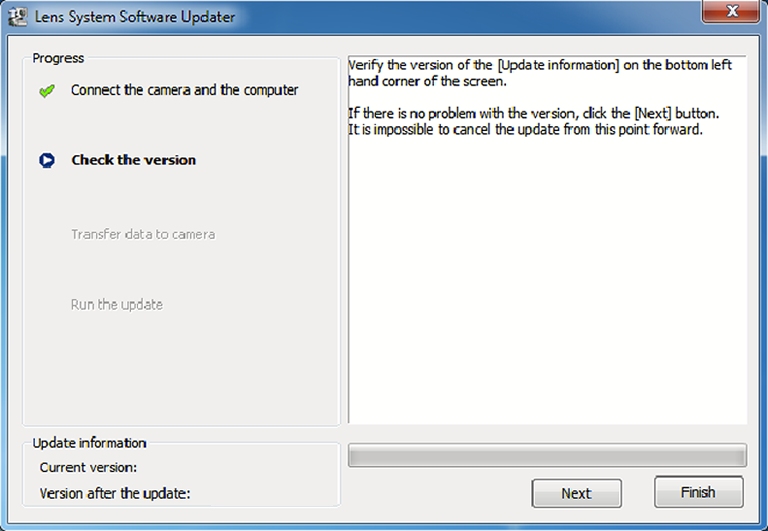 Lens System Software Updater
Progress
Connect the camera and the computer
Check the version
Transfer data to camera
Run the update
Verify the version of the [Update information] on the bottom left
hand corner of the screen.
If there is no problem with the version, click the [Next] button.
It is impossible to cancel the update from this point forward.
Update information
Current version:
Version after the update:
Next
Finish